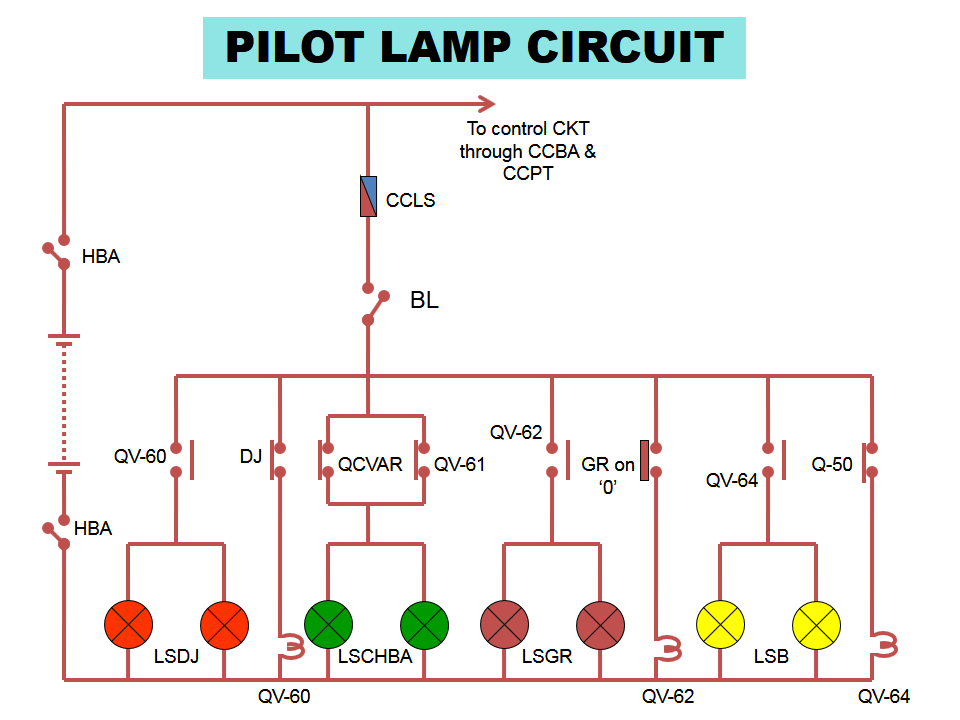 PILOT LAMP CIRCUIT
To control CKT
through CCBA &
CCPT
CCLS
HBA
BL
QV-62
QV-60
DJ
QCVAR
QV-61
GR on
‘0’
QV-64
Q-50
HBA
LSDJ
LSCHBA
LSGR
LSB
QV-60
QV-62
QV-64